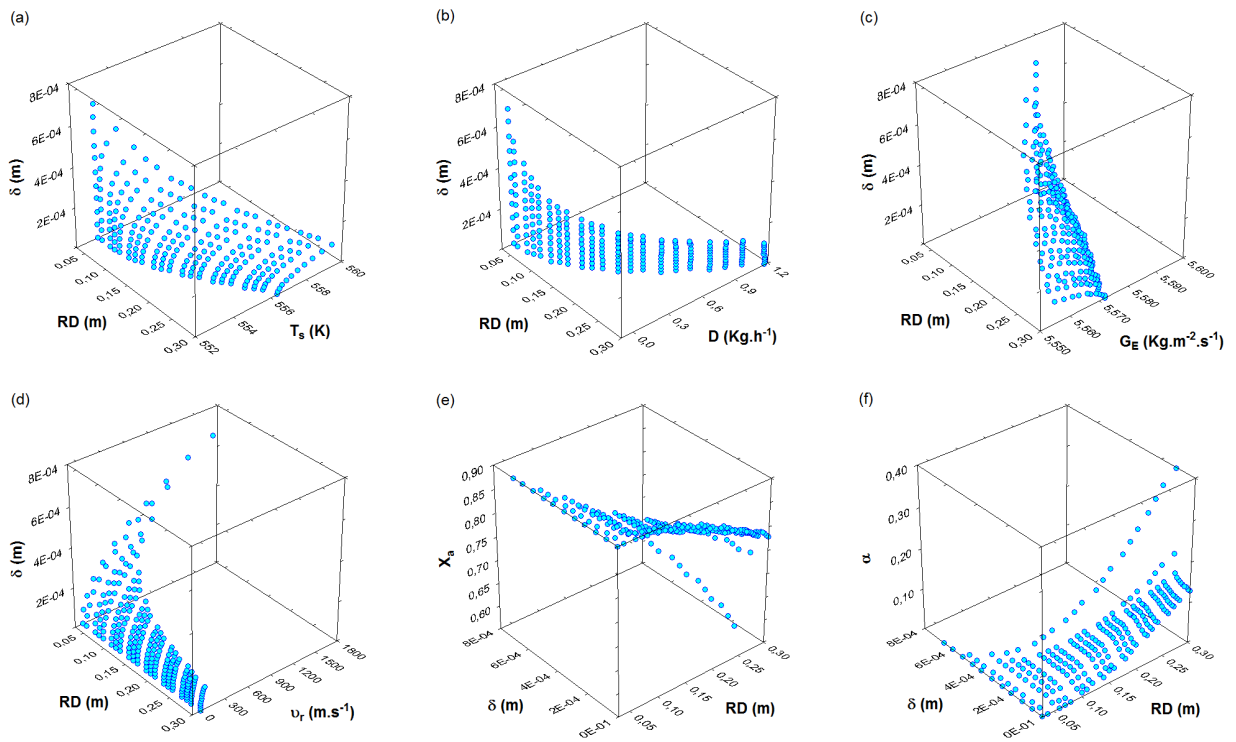 (a)
8E-04
6E-04
4E-04
2E-04
δ (m)
0,05
0,10
0,15
0,20
0,25
0,30
RD (m)
552
554
556
558
560
Ts (K)
(b)
8E-04
6E-04
4E-04
2E-04
δ (m)
0,05
0,10
0,15
0,20
0,25
0,30
RD (m)
0,0
0,3
0,6
0,9
1,2
D (Kg.h-1)
(c)
8E-04
6E-04
4E-04
2E-04
δ (m)
0,05
0,10
0,15
0,20
0,25
0,30
RD (m)
5,550
5,560
5,570
5,580
5,590
5,600
GE (Kg.m-2.s-1)
(d)
8E-04
6E-04
4E-04
2E-04
δ (m)
0,05
0,10
0,15
0,20
0,25
0,30
RD (m)
0
300
600
900
1200
1500
1800
υr (m.s-1)
(e)
0,90
0,85
0,80
0,75
0,70
0,65
0,60
Xa
8E-04
6E-04
4E-04
2E-04
0E-01
δ (m)
0,05
0,10
0,15
0,20
0,25
0,30
RD (m)
(f)
0,40
0,30
0,20
0,10
α
8E-04
6E-04
4E-04
2E-04
0E-01
δ (m)
0,05
0,10
0,15
0,20
0,25
0,30
RD (m)